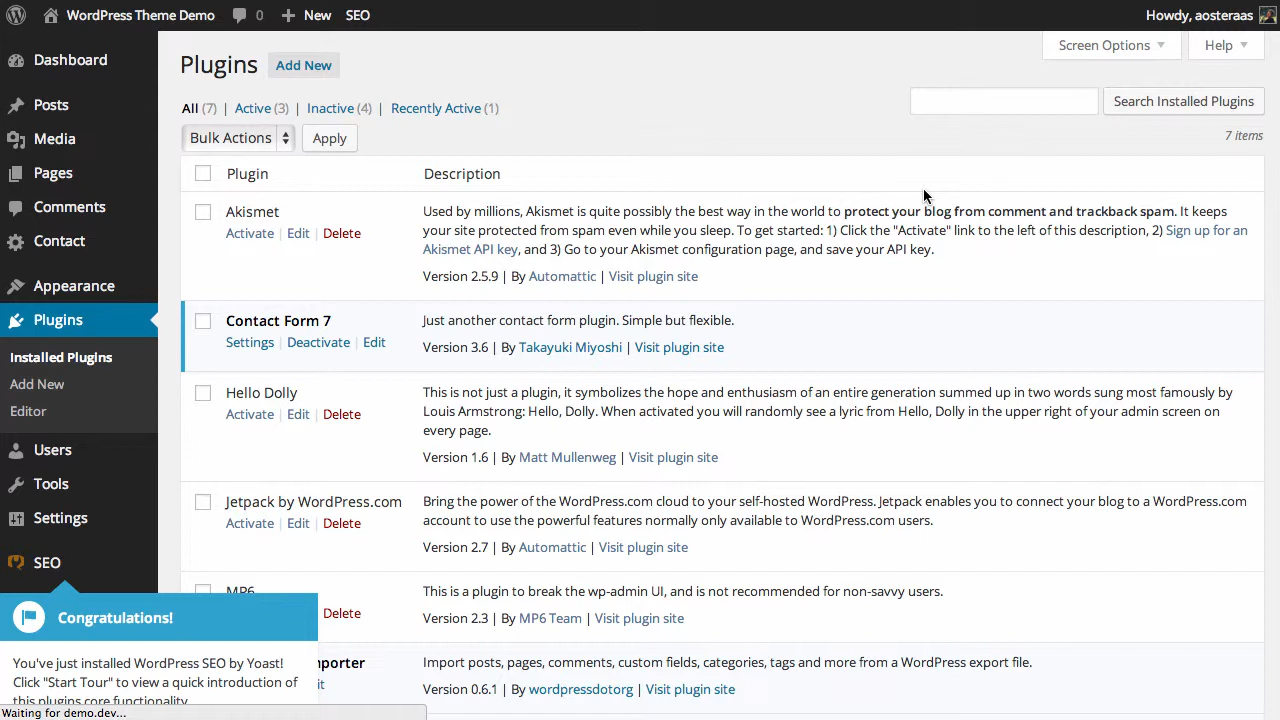 WordPress Theme Demo 0 New SEO Howdy, aosteraas
Screen Options Help
Dashboard
Posts
Media
Pages
Comments
Contact
Appearance
Plugins
Installed Plugins
Add New
Editor
Users
Tools
Settings
SEO
Plugins Add New
All (7) | Active (3) | Inactive (4) | Recently Active (1)
Search Installed Plugins
Bulk Actions Apply
7 items
Plugin Description
Akismet
Activate | Edit | Delete
Used by millions, Akismet is quite possibly the best way in the world to protect your blog from comment and trackback spam. It keeps
your site protected from spam even while you sleep. To get started: 1) Click the "Activate" link to the left of this description, 2) Sign up for an
Akismet API key, and 3) Go to your Akismet configuration page, and save your API key.
Version 2.5.9 | By Automattic | Visit plugin site
Contact Form 7
Settings | Deactivate | Edit
Just another contact form plugin. Simple but flexible.
Version 3.6 | By Takayuki Miyoshi | Visit plugin site
Hello Dolly
Activate | Edit | Delete
This is not just a plugin, it symbolizes the hope and enthusiasm of an entire generation summed up in two words sung most famously by
Louis Armstrong: Hello, Dolly. When activated you will randomly see a lyric from Hello, Dolly in the upper right of your admin screen on
every page.
Version 1.6 | By Matt Mullenweg | Visit plugin site
Jetpack by WordPress.com
Activate | Edit | Delete
Bring the power of the WordPress.com cloud to your self-hosted WordPress. Jetpack enables you to connect your blog to a WordPress.com
account to use the powerful features normally only available to WordPress.com users.
Version 2.7 | By Automattic | Visit plugin site
MP6
Delete
This is a plugin to break the wp-admin UI, and is not recommended for non-savvy users.
Version 2.3 | By MP6 Team | Visit plugin site
Import posts, pages, comments, custom fields, categories, tags and more from a WordPress export file.
Version 0.6.1 | By wordpressdotorg | Visit plugin site
Congratulations!
You've just installed WordPress SEO by Yoast!
Click "Start Tour" to view a quick introduction of
this plugins core functionality.
Waiting for demo.dev...